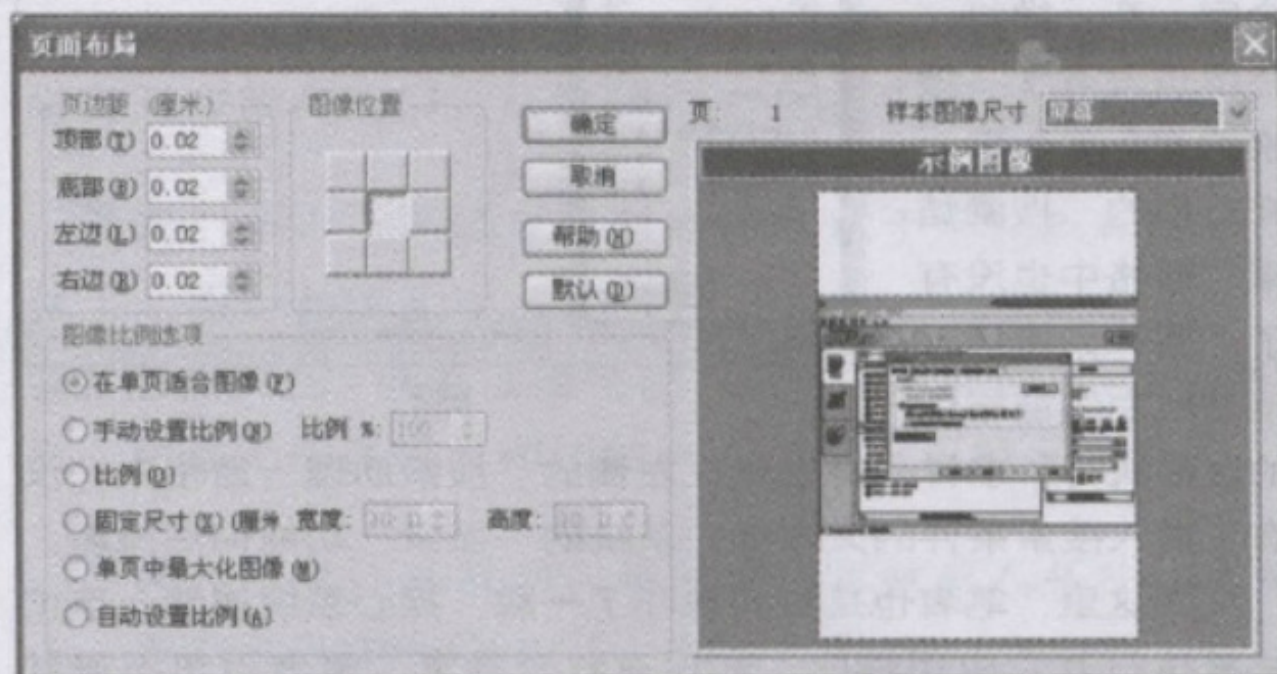 页面布局
页边距 (厘米)
顶部(T) 0.02
底部(B) 0.02
左边(L) 0.02
右边(R) 0.02
图像位置
确定
取消
帮助(H)
默认(D)
页: 1
样本图像尺寸
示例图像
图像比例选项
在单页适合图像(F)
手动设置比例 比例 %: 100
比例(O)
固定尺寸(X) (厘米 宽度: 高度:
单页中最大化图像(M)
自动设置比例(A)